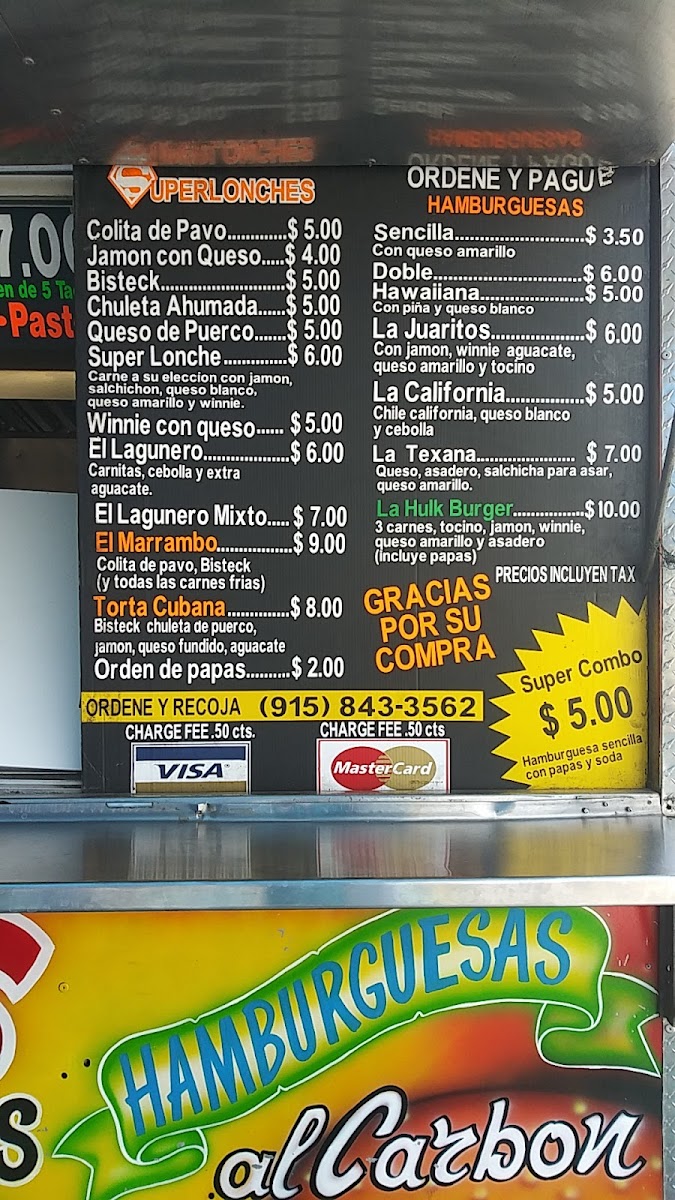 7.00
en de 5 Ta
Past
SUPERLONCHES
Colita de Pavo............$ 5.00
Jamon con Queso.....$ 4.00
Bisteck..........................$ 5.00
Chuleta Ahumada......$ 5.00
Queso de Puerco.......$ 5.00
Super Lonche............$ 6.00
Carne a su eleccion con jamon,
salchichon, queso blanco,
queso amarillo y winnie.
Winnie con queso...... $ 5.00
El Lagunero...................$ 6.00
Carnitas, cebolla y extra
aguacate.
El Lagunero Mixto..... $ 7.00
El Marrambo.................$ 9.00
Colita de pavo, Bisteck
(y todas las carnes frias)
Torta Cubana..............$ 8.00
Bisteck chuleta de puerco,
jamon, queso fundido, aguacate
Orden de papas..........$ 2.00
ORDENE Y PAGUE
HAMBURGUESAS
Sencilla............................$ 3.50
Con queso amarillo
Doble................................$ 6.00
Hawaiiana......................$ 5.00
Con piña y queso blanco
La Juaritos....................$ 6.00
Con jamon, winnie aguacate,
queso amarillo y tocino
La California.................$ 5.00
Chile california, queso blanco
y cebolla
La Texana...................... $ 7.00
Queso, asadero, salchicha para asar,
queso amarillo.
La Hulk Burger................$10.00
3 carnes, tocino, jamon, winnie,
queso amarillo y asadero
(incluye papas)
PRECIOS INCLUYEN TAX
GRACIAS
POR SU
COMPRA
Super Combo
$ 5.00
Hamburguesa sencilla
con papas y soda
ORDENE Y RECOJA (915) 843-3562
CHARGE FEE .50 cts.
VISA
CHARGE FEE .50 cts
MasterCard
HAMBURGUESAS
al Carbon